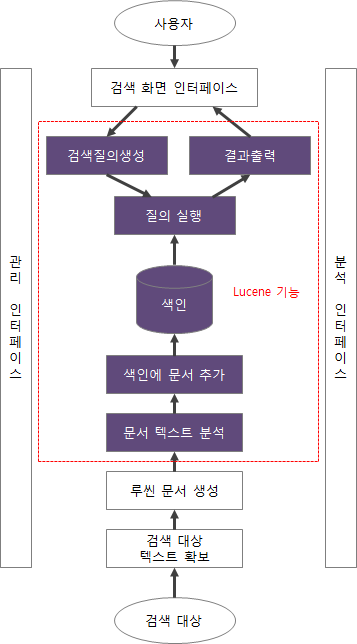 사용자
검색 화면 인터페이스
검색질의생성
결과출력
질의 실행
색인
Lucene 기능
관리 인터페이스
분석 인터페이스
색인에 문서 추가
문서 텍스트 분석
루씬 문서 생성
검색 대상
텍스트 확보
검색 대상